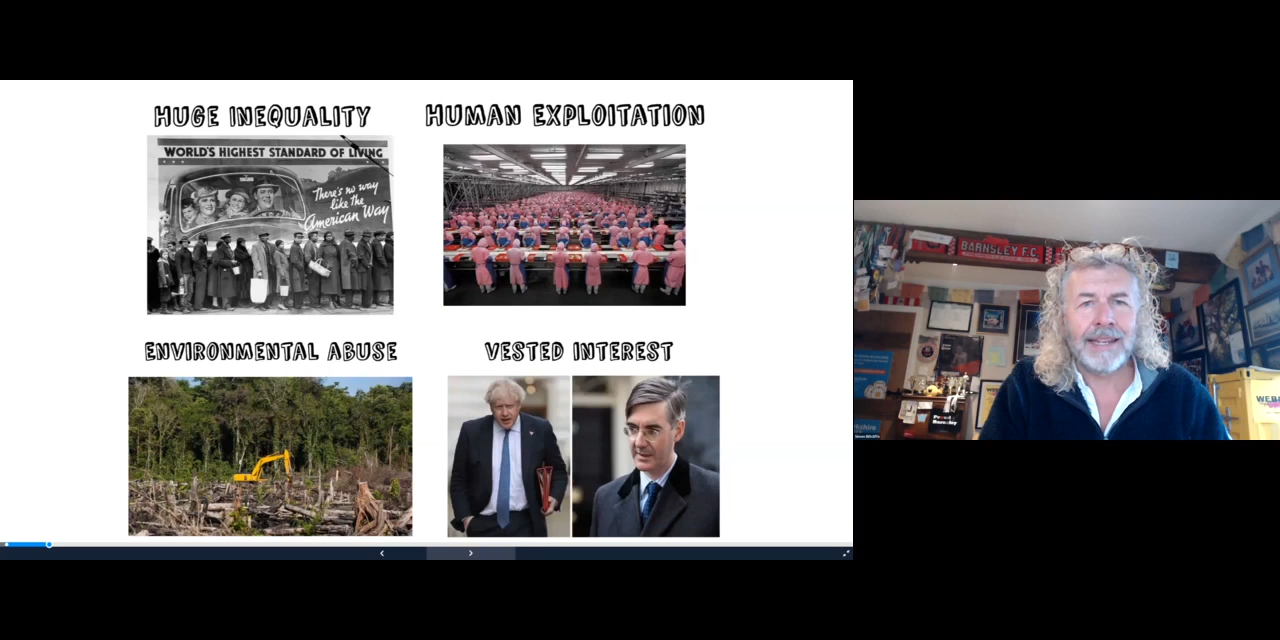 HUGE INEQUALITY
HUMAN EXPLOITATION
WORLD'S HIGHEST STANDARD OF LIVING
There's no way
like the
American Way
ENVIRONMENTAL ABUSE
VESTED INTEREST
BARNSLEY F.C.